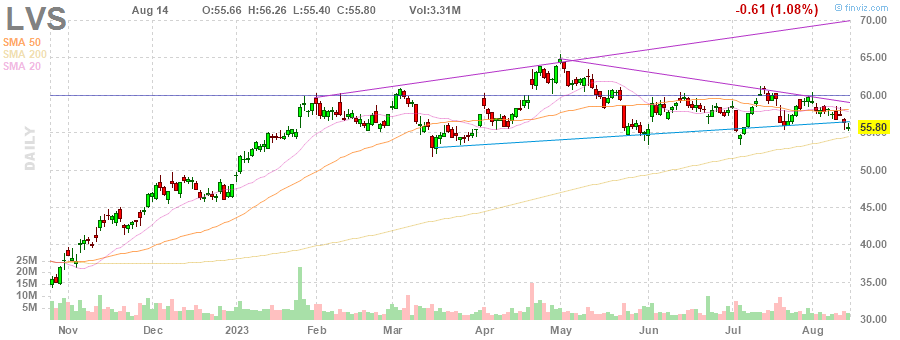 LVS Aug 14 O:55.66 H:56.26 L:55.40 C:55.80 Vol:3.31M -0.61 (1.08%) © finviz.com
SMA 50
SMA 200
SMA 20
DAILY
70.00
65.00
60.00
55.80
50.00
45.00
40.00
35.00
30.00
25M
20M
15M
10M
5M
Nov Dec 2023 Feb Mar Apr May Jun Jul Aug